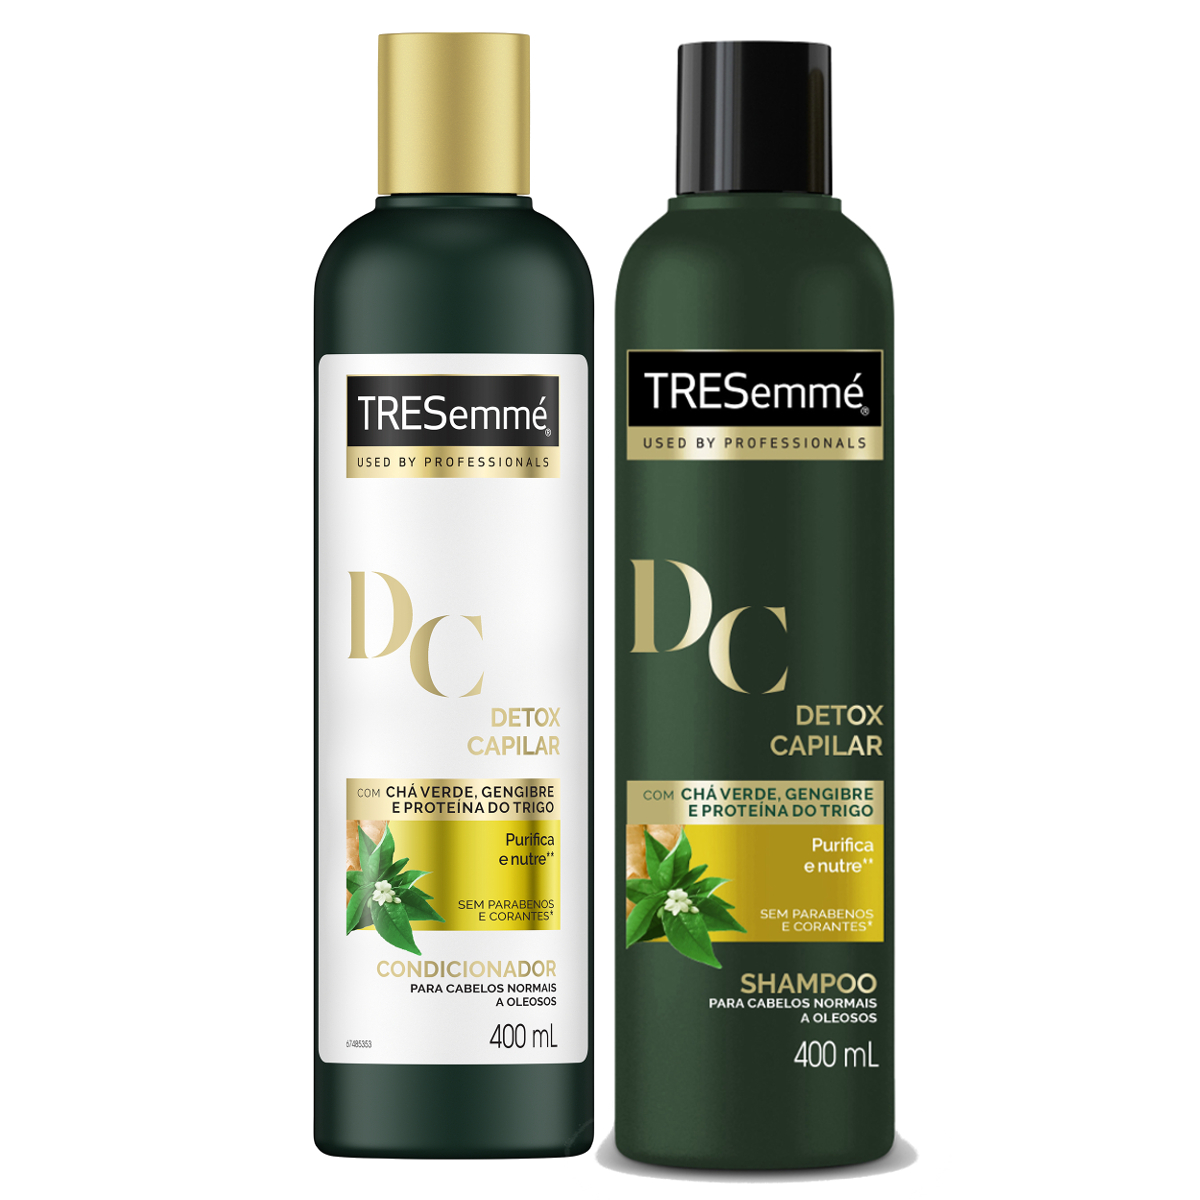 TRESemmé®
USED BY PROFESSIONALS
DC
DETOX
CAPILAR
COM CHÁ VERDE, GENGIBRE
E PROTEÍNA DO TRIGO
Purifica
e nutre**
SEM PARABENOS
E CORANTES*
CONDICIONADOR
PARA CABELOS NORMAIS
A OLEOSOS
400 mL
67485353
TRESemmé®
USED BY PROFESSIONALS
DC
DETOX
CAPILAR
COM CHÁ VERDE, GENGIBRE
E PROTEÍNA DO TRIGO
Purifica
e nutre**
SEM PARABENOS
E CORANTES*
SHAMPOO
PARA CABELOS NORMAIS
A OLEOSOS
400 mL